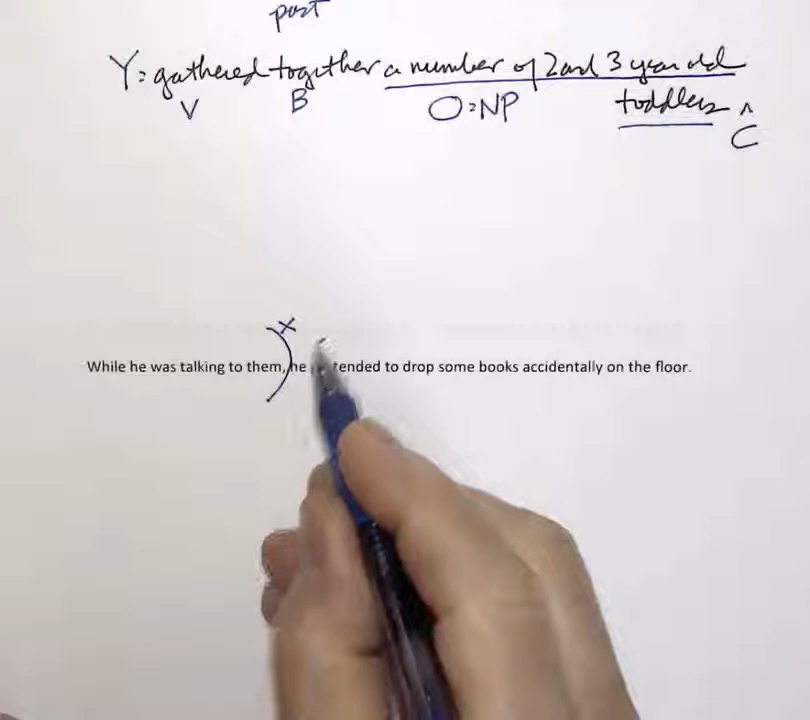 past
Y: gathered together a number of 2 and 3 year old
V B O:NP toddlers ^
C
X
While he was talking to them, he tended to drop some books accidentally on the floor.